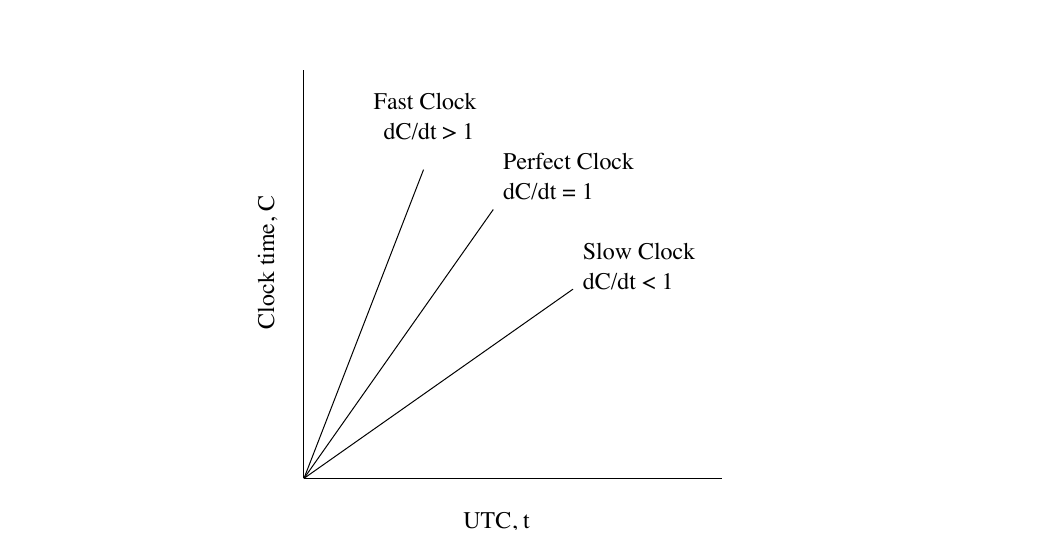 Fast Clock
dC/dt > 1
Perfect Clock
dC/dt = 1
Slow Clock
dC/dt < 1
Clock time, C
UTC, t